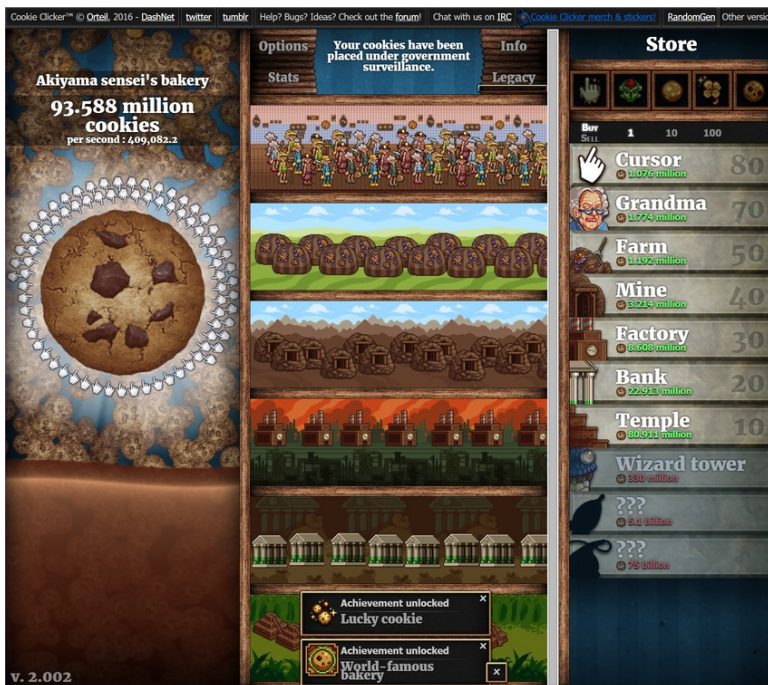 Cookie Clicker™ © Orteil, 2016 - DashNet
twitter
tumblr
Help? Bugs? Ideas? Check out the forum!
Chat with us on IRC
Cookie Clicker merch & stickers!
RandomGen
Other versio
Akiyama sensei's bakery
93.588 million
cookies
per second : 409,082.2
v. 2.002
Options
Stats
Your cookies have been
placed under government
surveillance.
Info
Legacy
Achievement unlocked
Lucky cookie
Achievement unlocked
World-famous
bakery
Store
Buy
Sell
1
10
100
Cursor
1.076 million
80
Grandma
1.774 million
70
Farm
1.192 million
50
Mine
3.214 million
40
Factory
8.608 million
30
Bank
22.913 million
20
Temple
80.911 million
10
Wizard tower
330 million
???
5.1 billion
???
75 billion